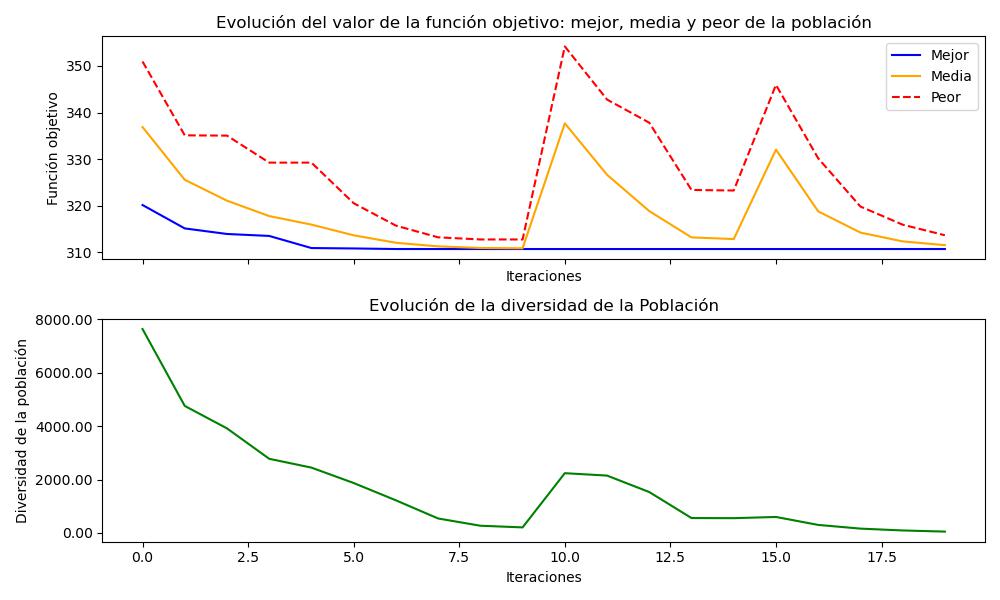 Evolución del valor de la función objetivo: mejor, media y peor de la población
Función objetivo
350
340
330
320
310
Mejor
Media
Peor
Iteraciones
Evolución de la diversidad de la Población
Diversidad de la población
8000.00
6000.00
4000.00
2000.00
0.00
0.0 2.5 5.0 7.5 10.0 12.5 15.0 17.5
Iteraciones